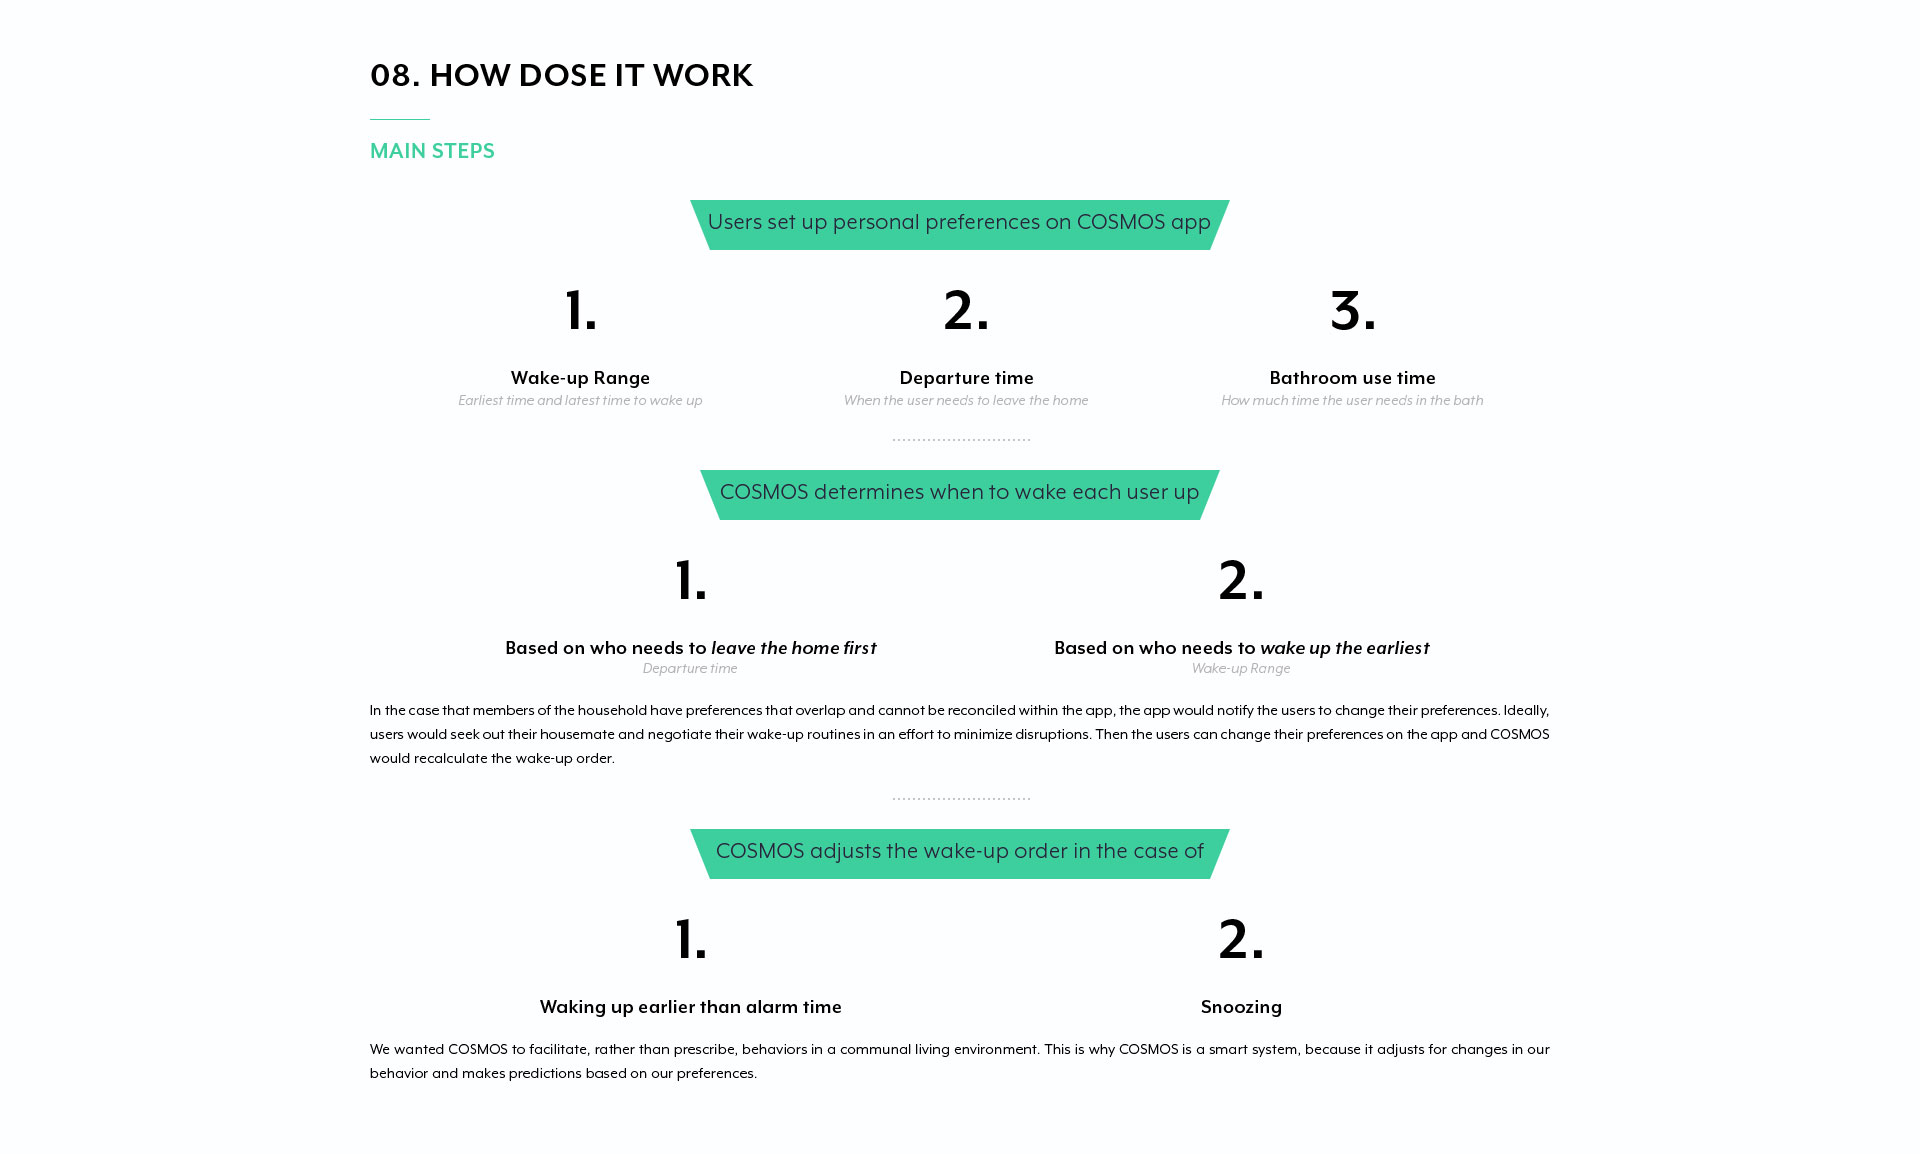 08. HOW DOSE IT WORK
MAIN STEPS
Users set up personal preferences on COSMOS app
1.
2.
3.
Wake-up Range
Departure time
Bathroom use time
Earliest time and latest time to wake up
When the user needs to leave the home
How much time the user needs in the bath
COSMOS determines when to wake each user up
1.
2.
Based on who needs to leave the home first
Based on who needs to wake up the earliest
Departure time
Wake-up Range
In the case that members of the household have preferences that overlap and cannot be reconciled within the app, the app would notify the users to change their preferences. Ideally,
users would seek out their housemate and negotiate their wake-up routines in an effort to minimize disruptions. Then the users can change their preferences on the app and COSMOS
would recalculate the wake-up order.
COSMOS adjusts the wake-up order in the case of
1.
2.
Waking up earlier than alarm time
Snoozing
We wanted COSMOS to facilitate, rather than prescribe, behaviors in a communal living environment. This is why COSMOS is a smart system, because it adjusts for changes in our
behavior and makes predictions based on our preferences.